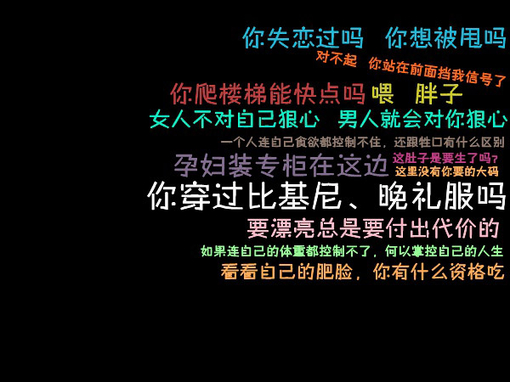 你失恋过吗 你想被甩吗
对不起 你站在前面挡我信号了
你爬楼梯能快点吗 喂 胖子
女人不对自己狠心 男人就会对你狠心
一个人连自己食欲都控制不住，还跟牲口有什么区别
孕妇装专柜在这边
这肚子是要生了吗?
这里没有你要的大码
你穿过比基尼、晚礼服吗
要漂亮总是要付出代价的
如果连自己的体重都控制不了，何以掌控自己的人生
看看自己的肥脸，你有什么资格吃